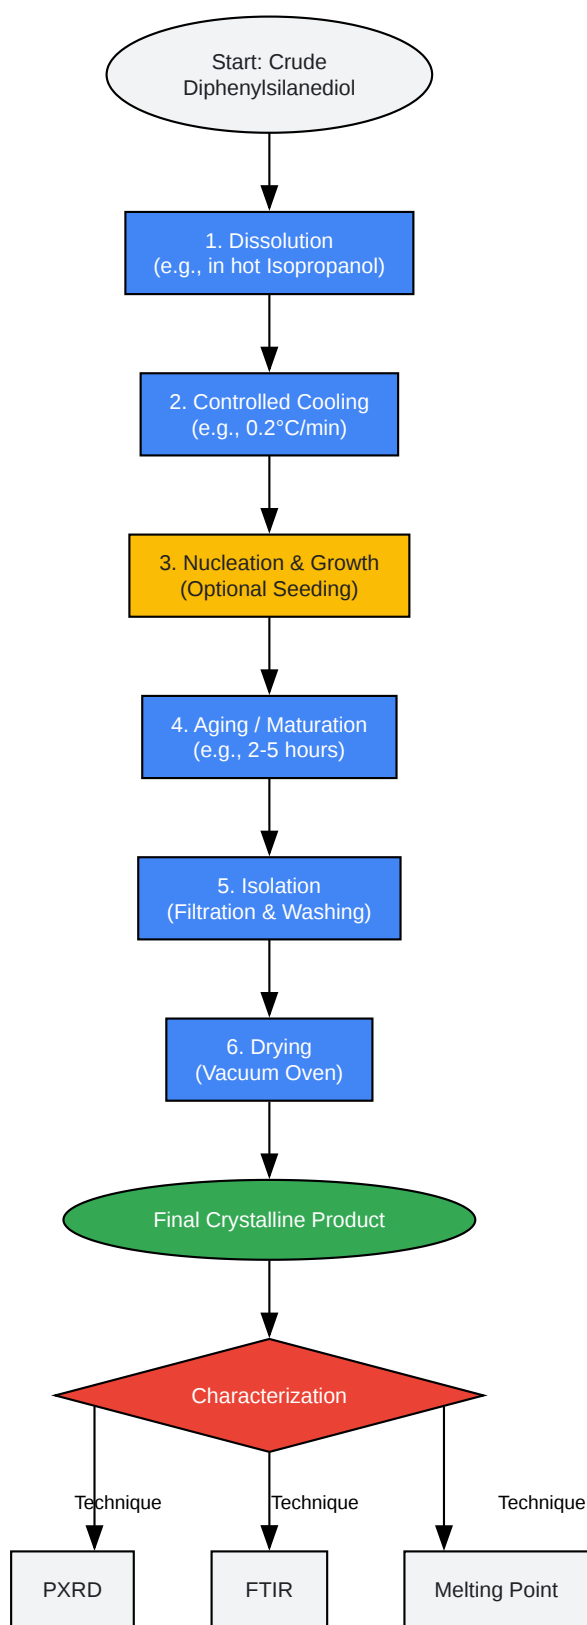 Start: Crude
Diphenylsilanediol
1. Dissolution
(e.g., in hot Isopropanol)
2. Controlled Cooling
(e.g., 0.2°C/min)
3. Nucleation & Growth
(Optional Seeding)
4. Aging / Maturation
(e.g., 2-5 hours)
5. Isolation
(Filtration & Washing)
6. Drying
(Vacuum Oven)
Final Crystalline Product
Characterization
Technique
Technique
Technique
PXRD
FTIR
Melting Point